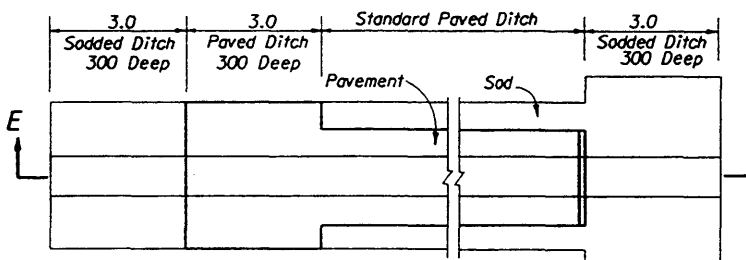 3.0
Sodded Ditch
300 Deep
3.0
Paved Ditch
300 Deep
Standard Paved Ditch
3.0
Sodded Ditch
300 Deep
Pavement
Sod
E